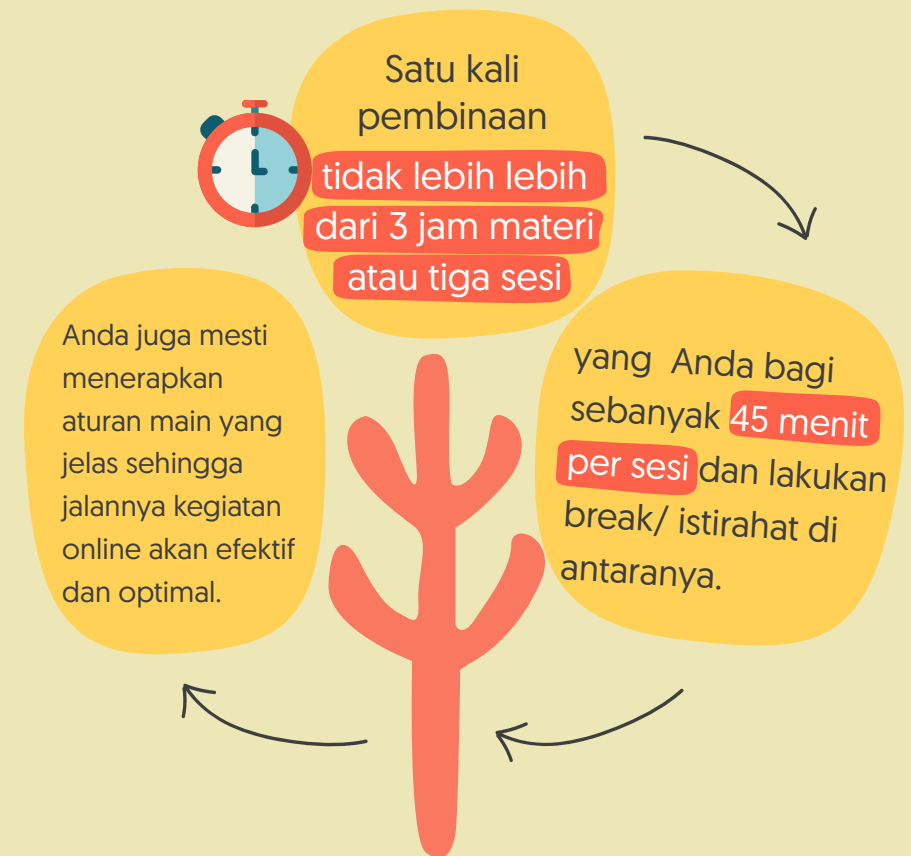 Satu kali
pembinaan
tidak lebih lebih
dari 3 jam materi
atau tiga sesi
yang Anda bagi
sebanyak 45 menit
per sesi dan lakukan
break/ istirahat di
antaranya.
Anda juga mesti
menerapkan
aturan main yang
jelas sehingga
jalannya kegiatan
online akan efektif
dan optimal.